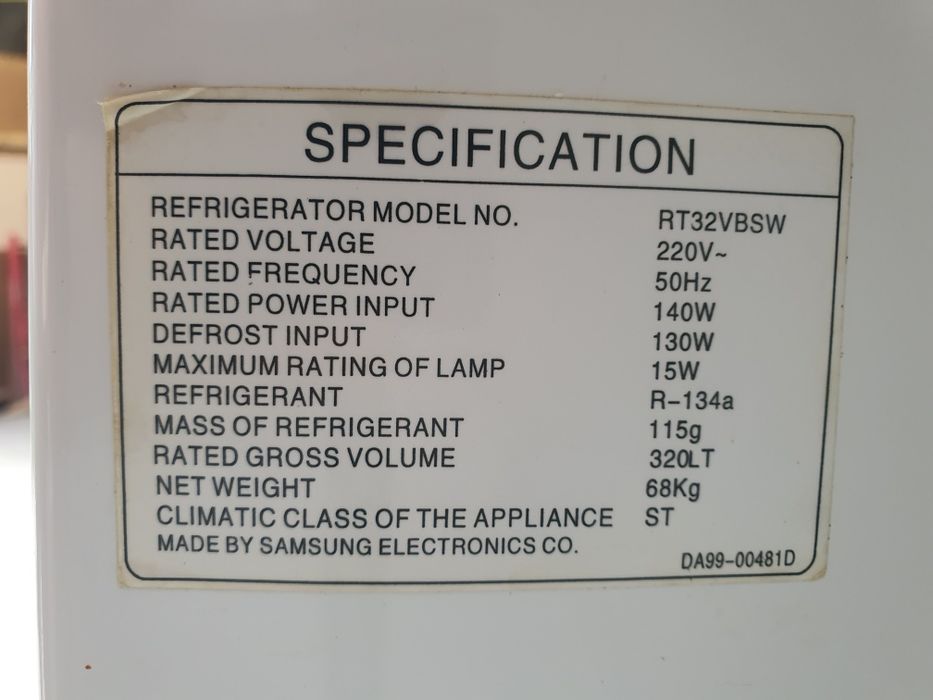 SPECIFICATION
REFRIGERATOR MODEL NO. RT32VBSW
RATED VOLTAGE 220V~
RATED FREQUENCY 50Hz
RATED POWER INPUT 140W
DEFROST INPUT 130W
MAXIMUM RATING OF LAMP 15W
REFRIGERANT R-134a
MASS OF REFRIGERANT 115g
RATED GROSS VOLUME 320LT
NET WEIGHT 68Kg
CLIMATIC CLASS OF THE APPLIANCE ST
MADE BY SAMSUNG ELECTRONICS CO. DA99-00481D